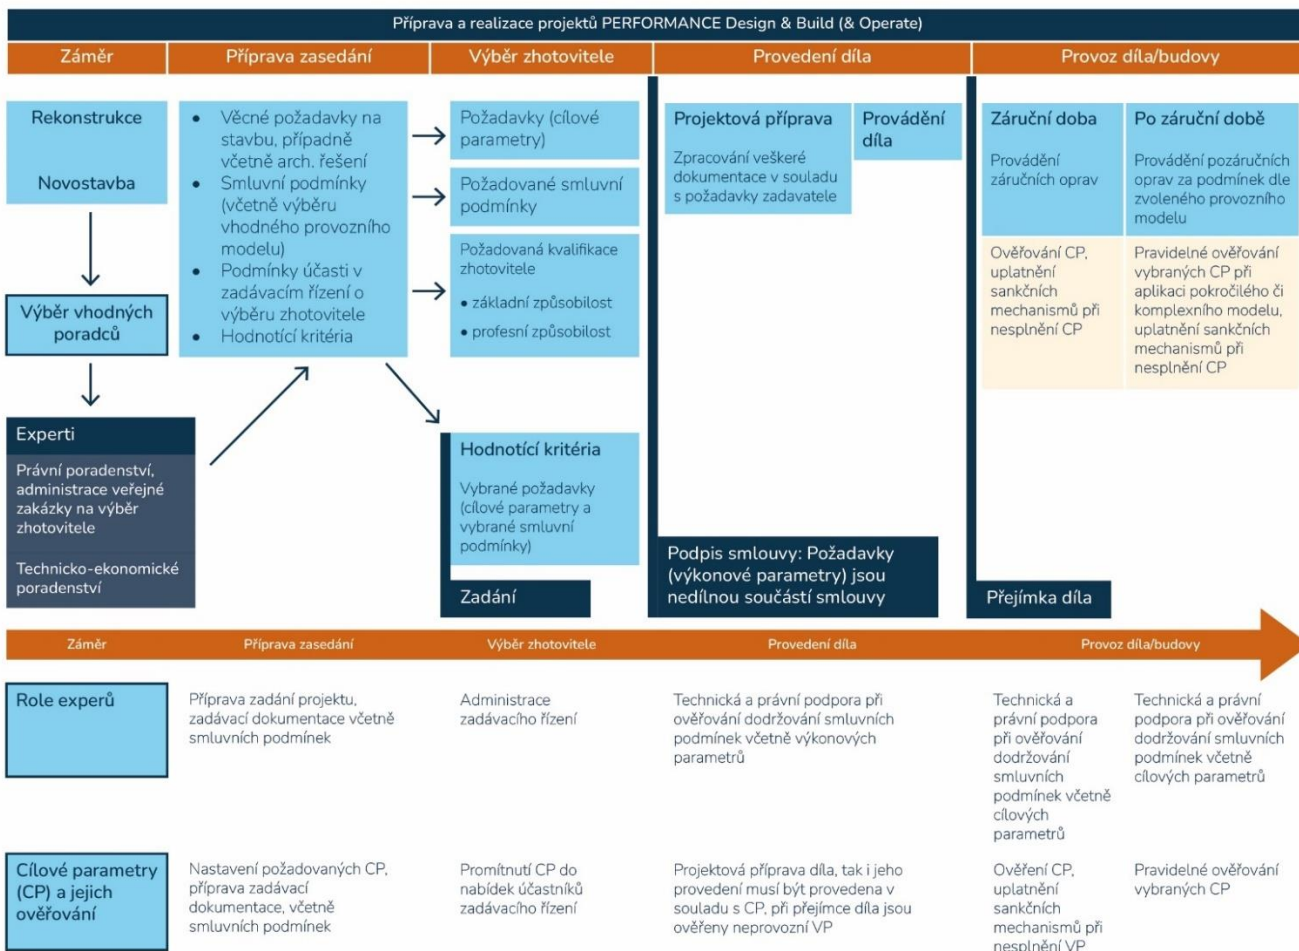 Příprava a realizace projektů PERFORMANCE Design & Build (& Operate)
Záměr
Příprava zasedání
Výběr zhotovitele
Provedení díla
Provoz díla/budovy
Rekonstrukce
Novostavba
Výběr vhodných
poradců
Experti
Právní poradenství,
administrace veřejné
zakázky na výběr
zhotovitele
Technicko-ekonomické
poradenství
• Věcné požadavky na
stavbu, případně
včetně arch. řešení
• Smluvní podmínky
(včetně výběru
vhodného provozního
modelu)
• Podmínky účasti v
zadávacím řízení o
výběru zhotovitele
• Hodnotící kritéria
Požadavky (cílové
parametry)
Požadované smluvní
podmínky
Požadovaná kvalifikace
zhotovitele
• základní způsobilost
• profesní způsobilost
Hodnotící kritéria
Vybrané požadavky
(cílové parametry a
vybrané smluvní
podmínky)
Zadání
Projektová příprava
Zpracování veškeré
dokumentace v souladu
s požadavky zadavatele
Provádění
díla
Podpis smlouvy: Požadavky
(výkonové parametry) jsou
nedílnou součástí smlouvy
Záruční doba
Provádění
záručních oprav
Ověřování CP,
uplatnění
sankčních
mechanismů při
nesplnění CP
Po záruční době
Provádění pozáručních
oprav za podmínek dle
zvoleného provozního
modelu
Pravidelné ověřování
vybraných CP při
aplikaci pokročilého či
komplexního modelu,
uplatnění sankčních
mechanismů při
nesplnění CP
Přejímka díla
Záměr
Příprava zasedání
Výběr zhotovitele
Provedení díla
Provoz díla/budovy
Role experů
Příprava zadání projektu,
zadávací dokumentace včetně
smluvních podmínek
Administrace
zadávacího řízení
Technická a právní podpora při
ověřování dodržování smluvních
podmínek včetně výkonových
parametrů
Technická a
právní podpora
při ověřování
dodržování
smluvních
podmínek včetně
cílových
parametrů
Technická a právní
podpora při ověřování
dodržování smluvních
podmínek včetně
cílových parametrů
Cílové parametry
(CP) a jejich
ověřování
Nastavení požadovaných CP,
příprava zadávací
dokumentace, včetně
smluvních podmínek
Promítnutí CP do
nabídek účastníků
zadávacího řízení
Projektová příprava díla, tak i jeho
provedení musí být provedena v
souladu s CP, při přejímce díla jsou
ověřeny neprovozní VP
Ověření CP,
uplatnění
sankčních
mechanismů při
nesplnění VP
Pravidelné ověřování
vybraných CP